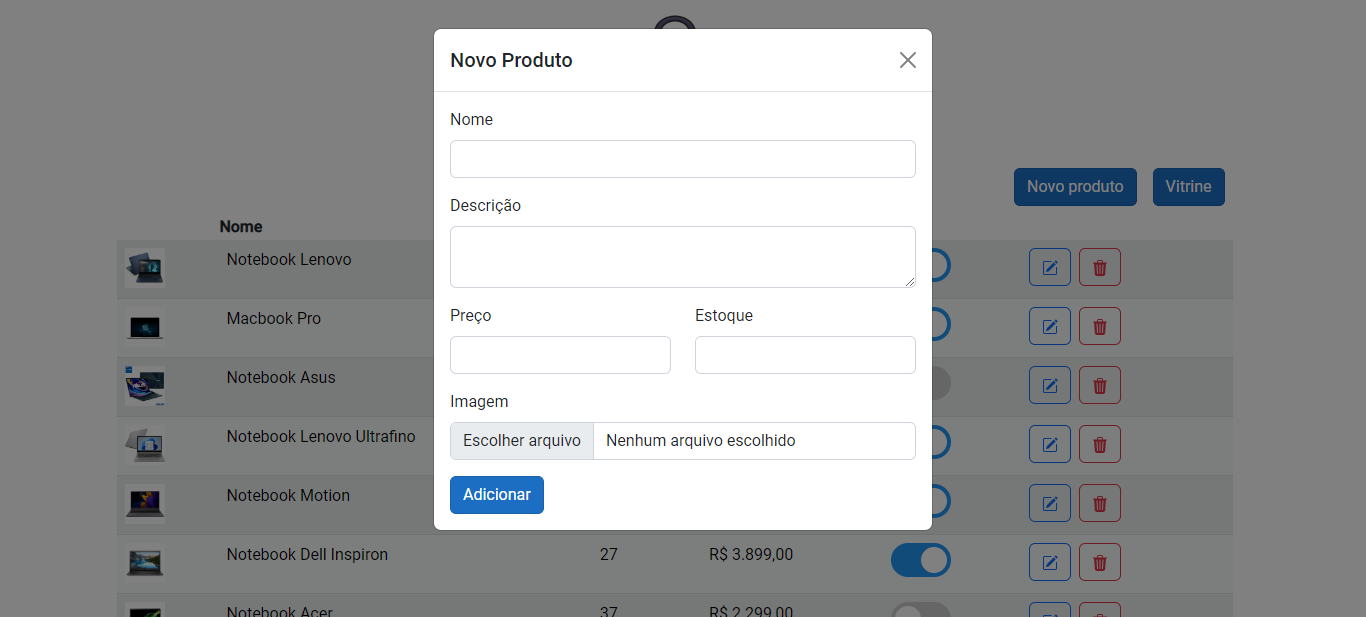 Novo Produto
Nome
Descrição
Preço Estoque
Imagem
Escolher arquivo Nenhum arquivo escolhido
Adicionar
Novo produto Vitrine
Nome
Notebook Lenovo
Macbook Pro
Notebook Asus
Notebook Lenovo Ultrafino
Notebook Motion
Notebook Dell Inspiron 27 R$ 3.899,00
Notebook Acer 37 R$ 2.299,00